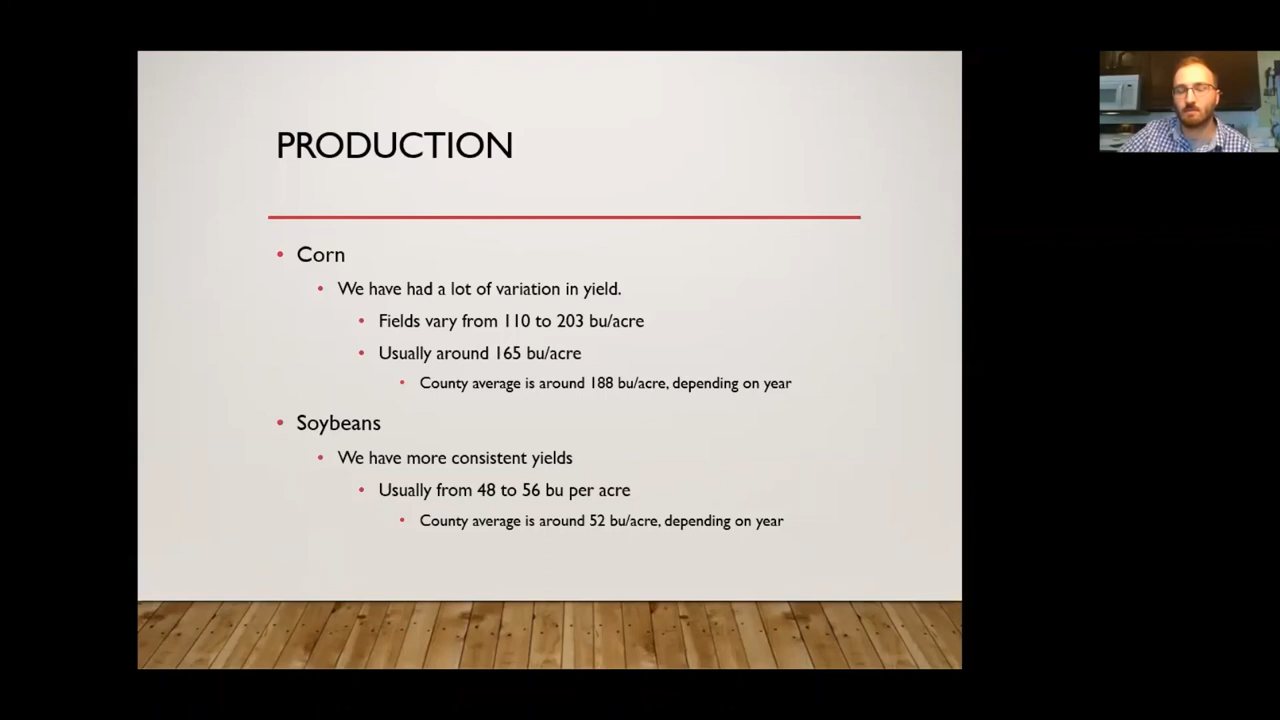 PRODUCTION
Corn
We have had a lot of variation in yield.
Fields vary from 110 to 203 bu/acre
Usually around 165 bu/acre
County average is around 188 bu/acre, depending on year
Soybeans
We have more consistent yields
Usually from 48 to 56 bu per acre
County average is around 52 bu/acre, depending on year